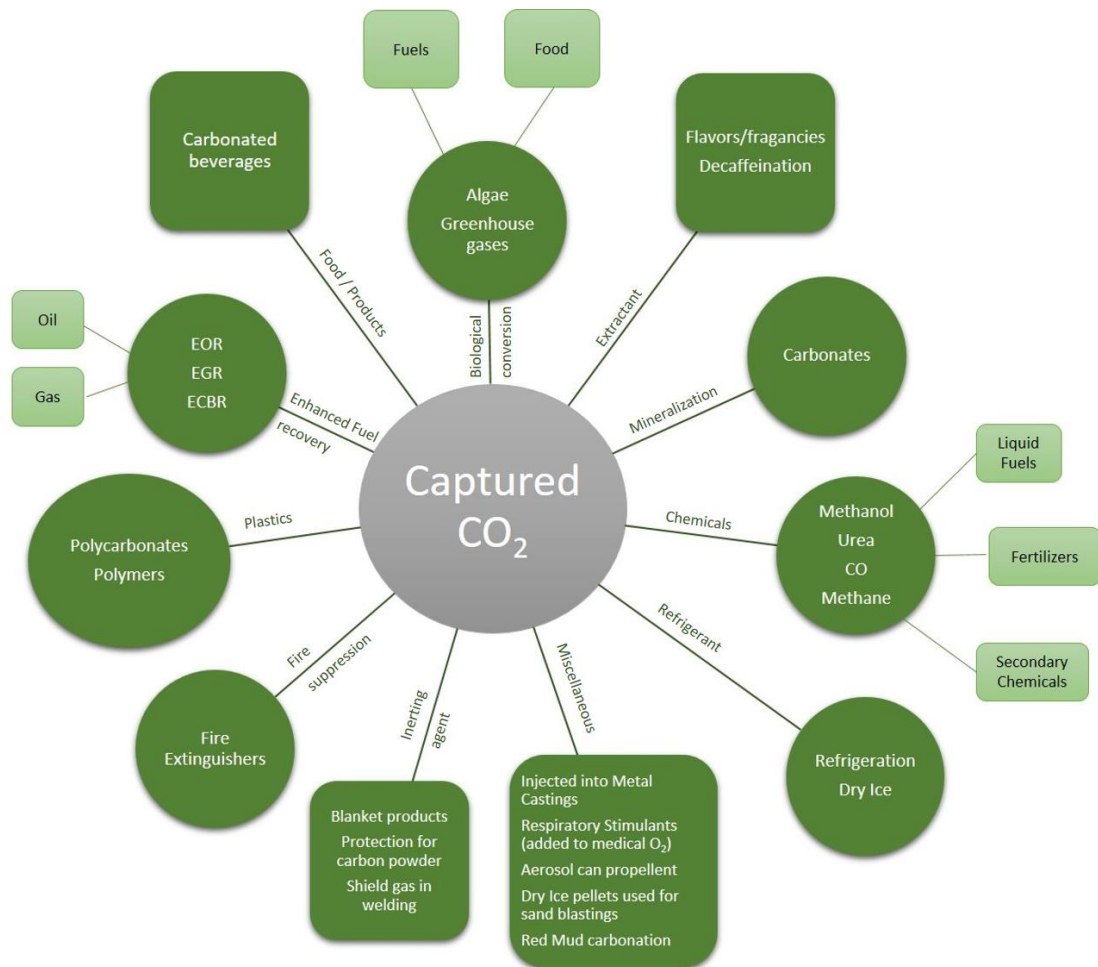 Fuels
Food
Carbonated
beverages
Algae
Greenhouse
gases
Flavors/fragancies
Decaffeination
Food / Products
Biological
conversion
Extractant
Oil
Gas
EOR
EGR
ECBR
Enhanced Fuel
recovery
Mineralization
Carbonates
Captured
CO₂
Plastics
Polycarbonates
Polymers
Chemicals
Methanol
Urea
CO
Methane
Liquid
Fuels
Fertilizers
Secondary
Chemicals
Fire
suppression
Fire
Extinguishers
Inerting
agent
Blanket products
Protection for
carbon powder
Shield gas in
welding
Miscellaneous
Injected into Metal
Castings
Respiratory Stimulants
(added to medical O₂)
Aerosol can propellent
Dry Ice pellets used for
sand blastings
Red Mud carbonation
Refrigerant
Refrigeration
Dry Ice